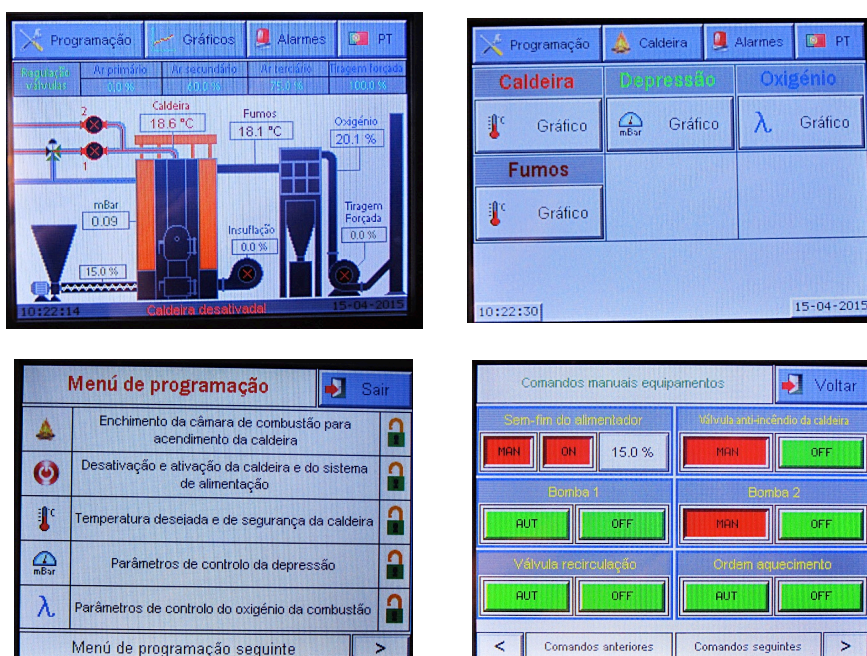 Programação
Gráficos
Alarmes
PT
Regulação válvulas
Ar primário
Ar secundário
Ar terciário
Tiragem forçada
0.0 %
60.0 %
75.0 %
100.0 %
2
Caldeira
18.6 °C
Fumos
18.1 °C
Oxigénio
20.1 %
1
mBar
0.09
Insuflação
0.0 %
Tiragem
Forçada
0.0 %
15.0 %
10:22:14
Caldeira desativada!
15-04-2015
Programação
Caldeira
Alarmes
PT
Caldeira
Depressão
Oxigénio
°C
Gráfico
mBar
Gráfico
λ
Gráfico
Fumos
°C
Gráfico
10:22:30
15-04-2015
Menú de programação
Sair
Enchimento da câmara de combustão para
acendimento da caldeira
Desativação e ativação da caldeira e do sistema
de alimentação
°C
Temperatura desejada e de segurança da caldeira
mBar
Parâmetros de controlo da depressão
λ
Parâmetros de controlo do oxigénio da combustão
Menú de programação seguinte
>
Comandos manuais equipamentos
Voltar
Sem-fim do alimentador
Válvula anti-incêndio da caldeira
MAN
ON
15.0 %
MAN
OFF
Bomba 1
Bomba 2
AUT
OFF
MAN
OFF
Válvula recirculação
Ordem aquecimento
AUT
OFF
AUT
OFF
<
Comandos anteriores
Comandos seguintes
>